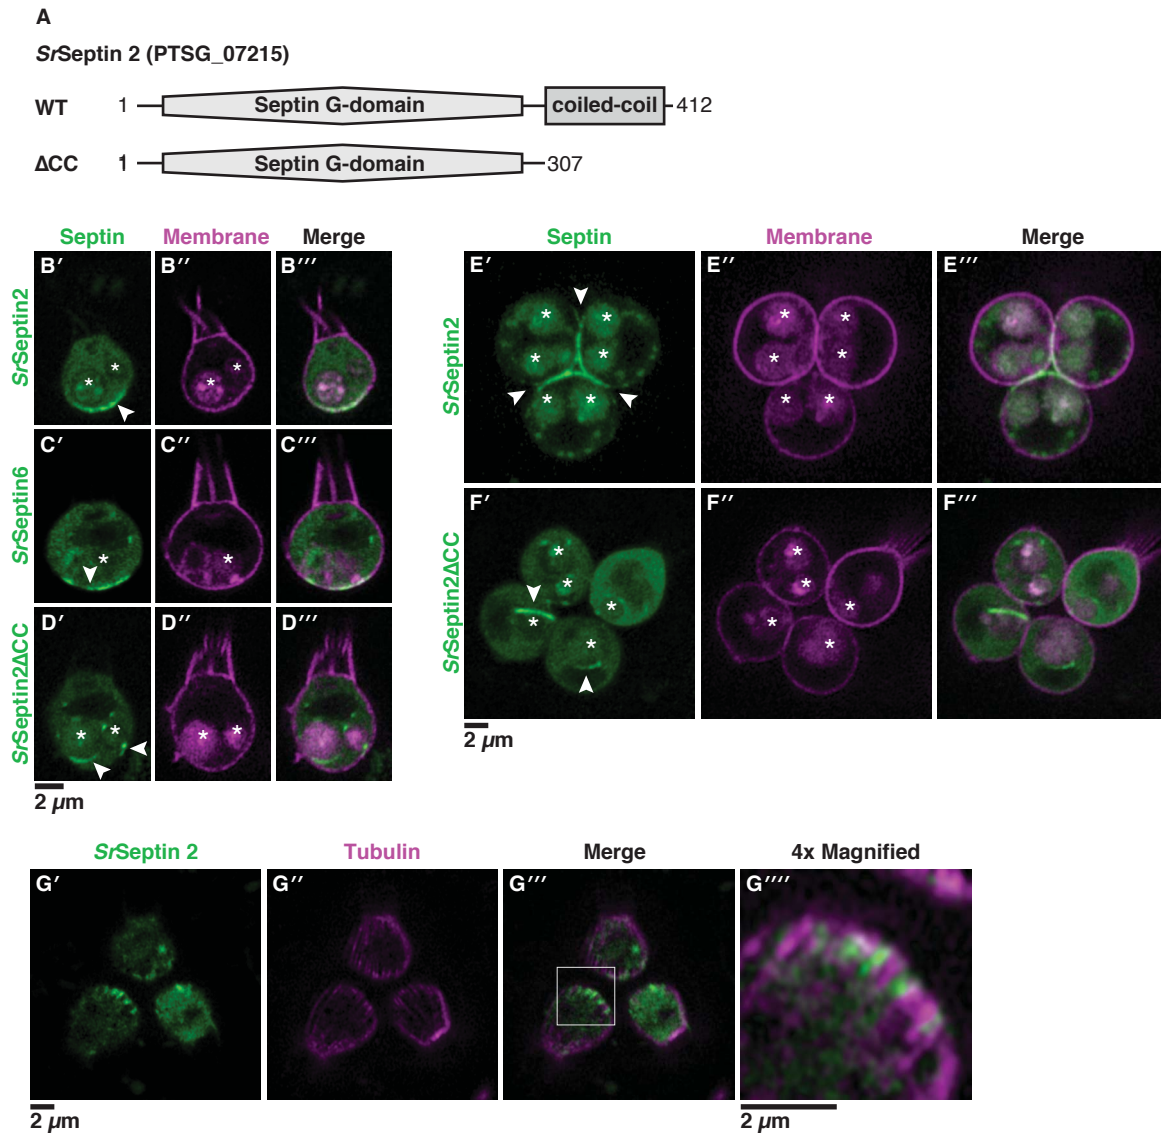 A
SrSeptin 2 (PTSG_07215)
WT 1 Septin G-domain coiled-coil 412
ΔCC 1 Septin G-domain 307
Septin Membrane Merge
SrSeptin2 B′ B′′ B′′′
* * * *
SrSeptin6 C′ C′′ C′′′
* *
SrSeptin2ΔCC D′ D′′ D′′′
* * * *
2 µm
Septin Membrane Merge
SrSeptin2 E′ E′′ E′′′
* * * *
* * * *
* * * *
SrSeptin2ΔCC F′ F′′ F′′′
* *
* *
* *
* *
* *
2 µm
SrSeptin 2 Tubulin Merge 4x Magnified
G′ G′′ G′′′ G′′′′
2 µm 2 µm